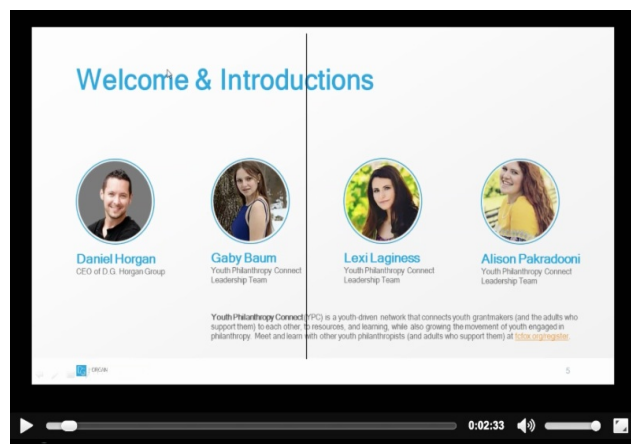 Welcome & Introductions
Daniel Horgan
CEO of D.G. Horgan Group
Gaby Baum
Youth Philanthropy Connect
Leadership Team
Lexi Laginess
Youth Philanthropy Connect
Leadership Team
Alison Pakradooni
Youth Philanthropy Connect
Leadership Team
Youth Philanthropy Connect (YPC) is a youth-driven network that connects youth grantmakers (and the adults who
support them) to each other, to resources, and learning, while also growing the movement of youth engaged in
philanthropy. Meet and learn with other youth philanthropists (and adults who support them) at tcfox.org/register.
5
0:02:33